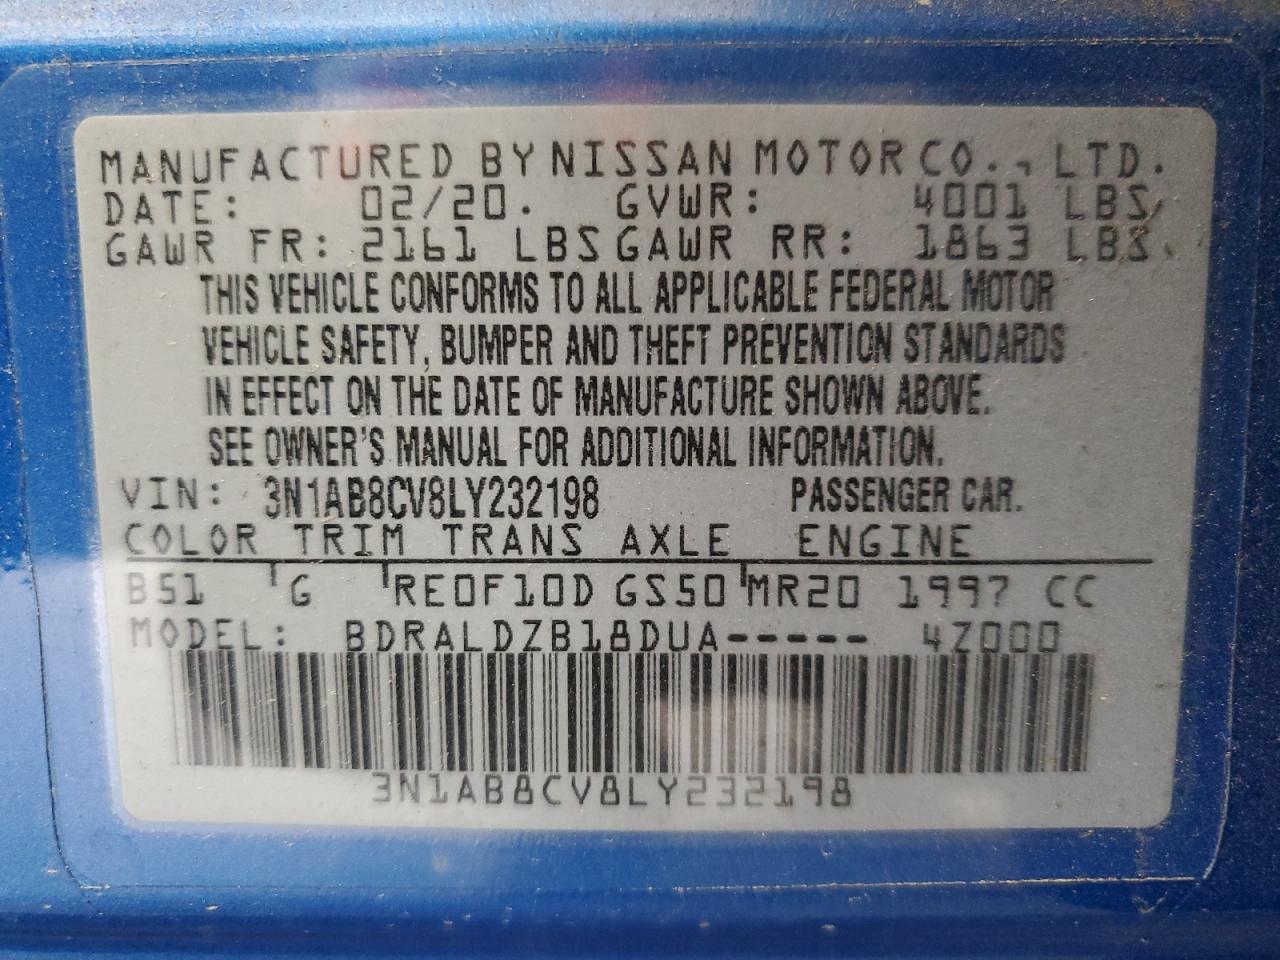 MANUFACTURED BY NISSAN MOTOR CO., LTD.
DATE: 02/20. GVWR: 4001 LBS,
GAWR FR: 2161 LBS GAWR RR: 1863 LBS.
THIS VEHICLE CONFORMS TO ALL APPLICABLE FEDERAL MOTOR
VEHICLE SAFETY, BUMPER AND THEFT PREVENTION STANDARDS
IN EFFECT ON THE DATE OF MANUFACTURE SHOWN ABOVE.
SEE OWNER'S MANUAL FOR ADDITIONAL INFORMATION.
VIN: 3N1AB8CV8LY232198 PASSENGER CAR.
COLOR TRIM TRANS AXLE ENGINE
B51 G RE0F10D GS50 MR20 1997 CC
MODEL: BDRALDZB18DUA----- 4Z000
3N1AB8CV8LY232198